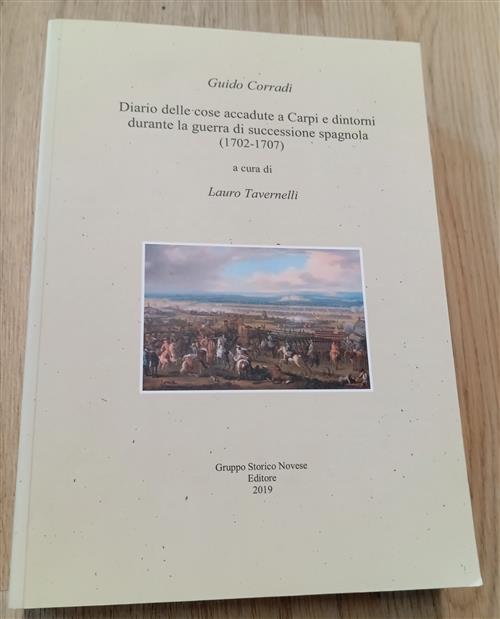 Guido Corradi
Diario delle cose accadute a Carpi e dintorni
durante la guerra di successione spagnola
(1702-1707)
a cura di
Lauro Tavernelli
Gruppo Storico Novese
Editore
2019